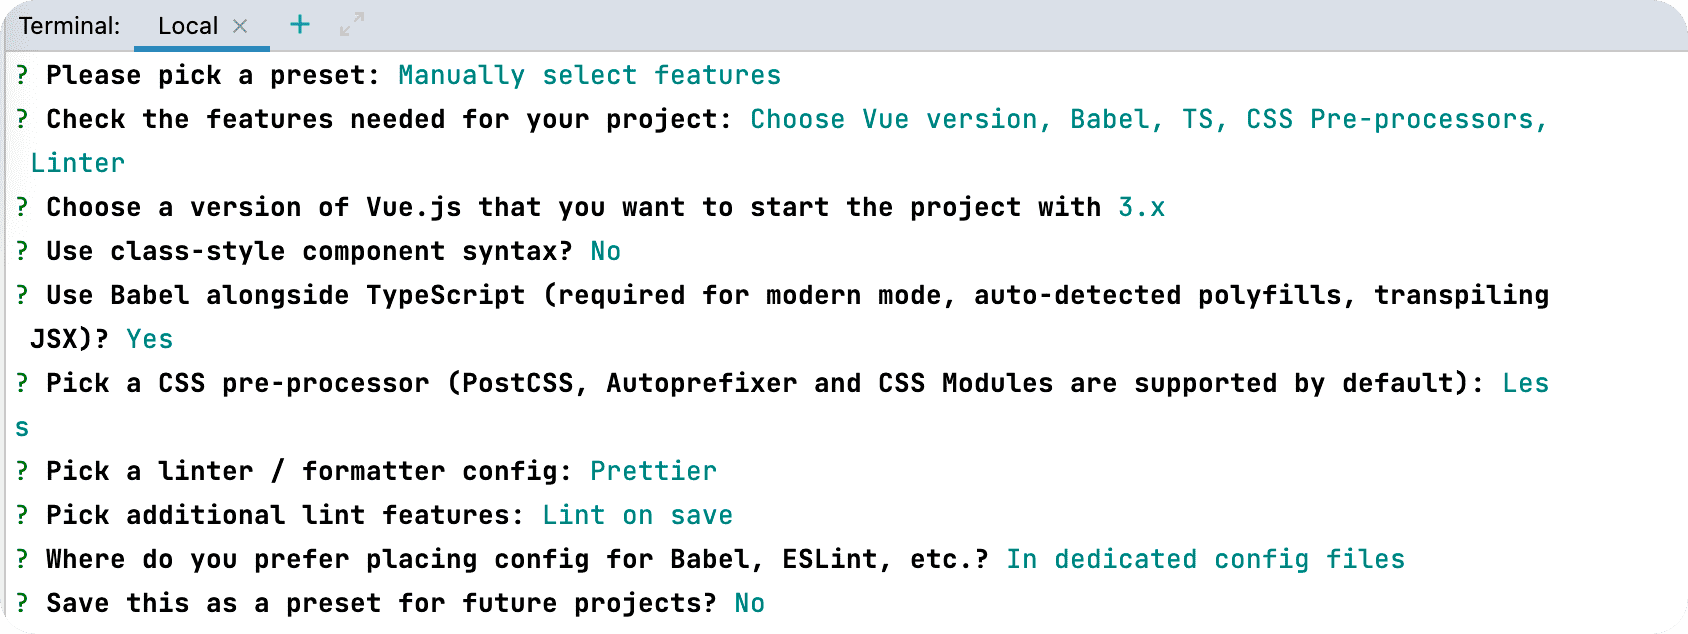 Terminal: Local × +
? Please pick a preset: Manually select features
? Check the features needed for your project: Choose Vue version, Babel, TS, CSS Pre-processors,
Linter
? Choose a version of Vue.js that you want to start the project with 3.x
? Use class-style component syntax? No
? Use Babel alongside TypeScript (required for modern mode, auto-detected polyfills, transpiling
JSX)? Yes
? Pick a CSS pre-processor (PostCSS, Autoprefixer and CSS Modules are supported by default): Les
s
? Pick a linter / formatter config: Prettier
? Pick additional lint features: Lint on save
? Where do you prefer placing config for Babel, ESLint, etc.? In dedicated config files
? Save this as a preset for future projects? No